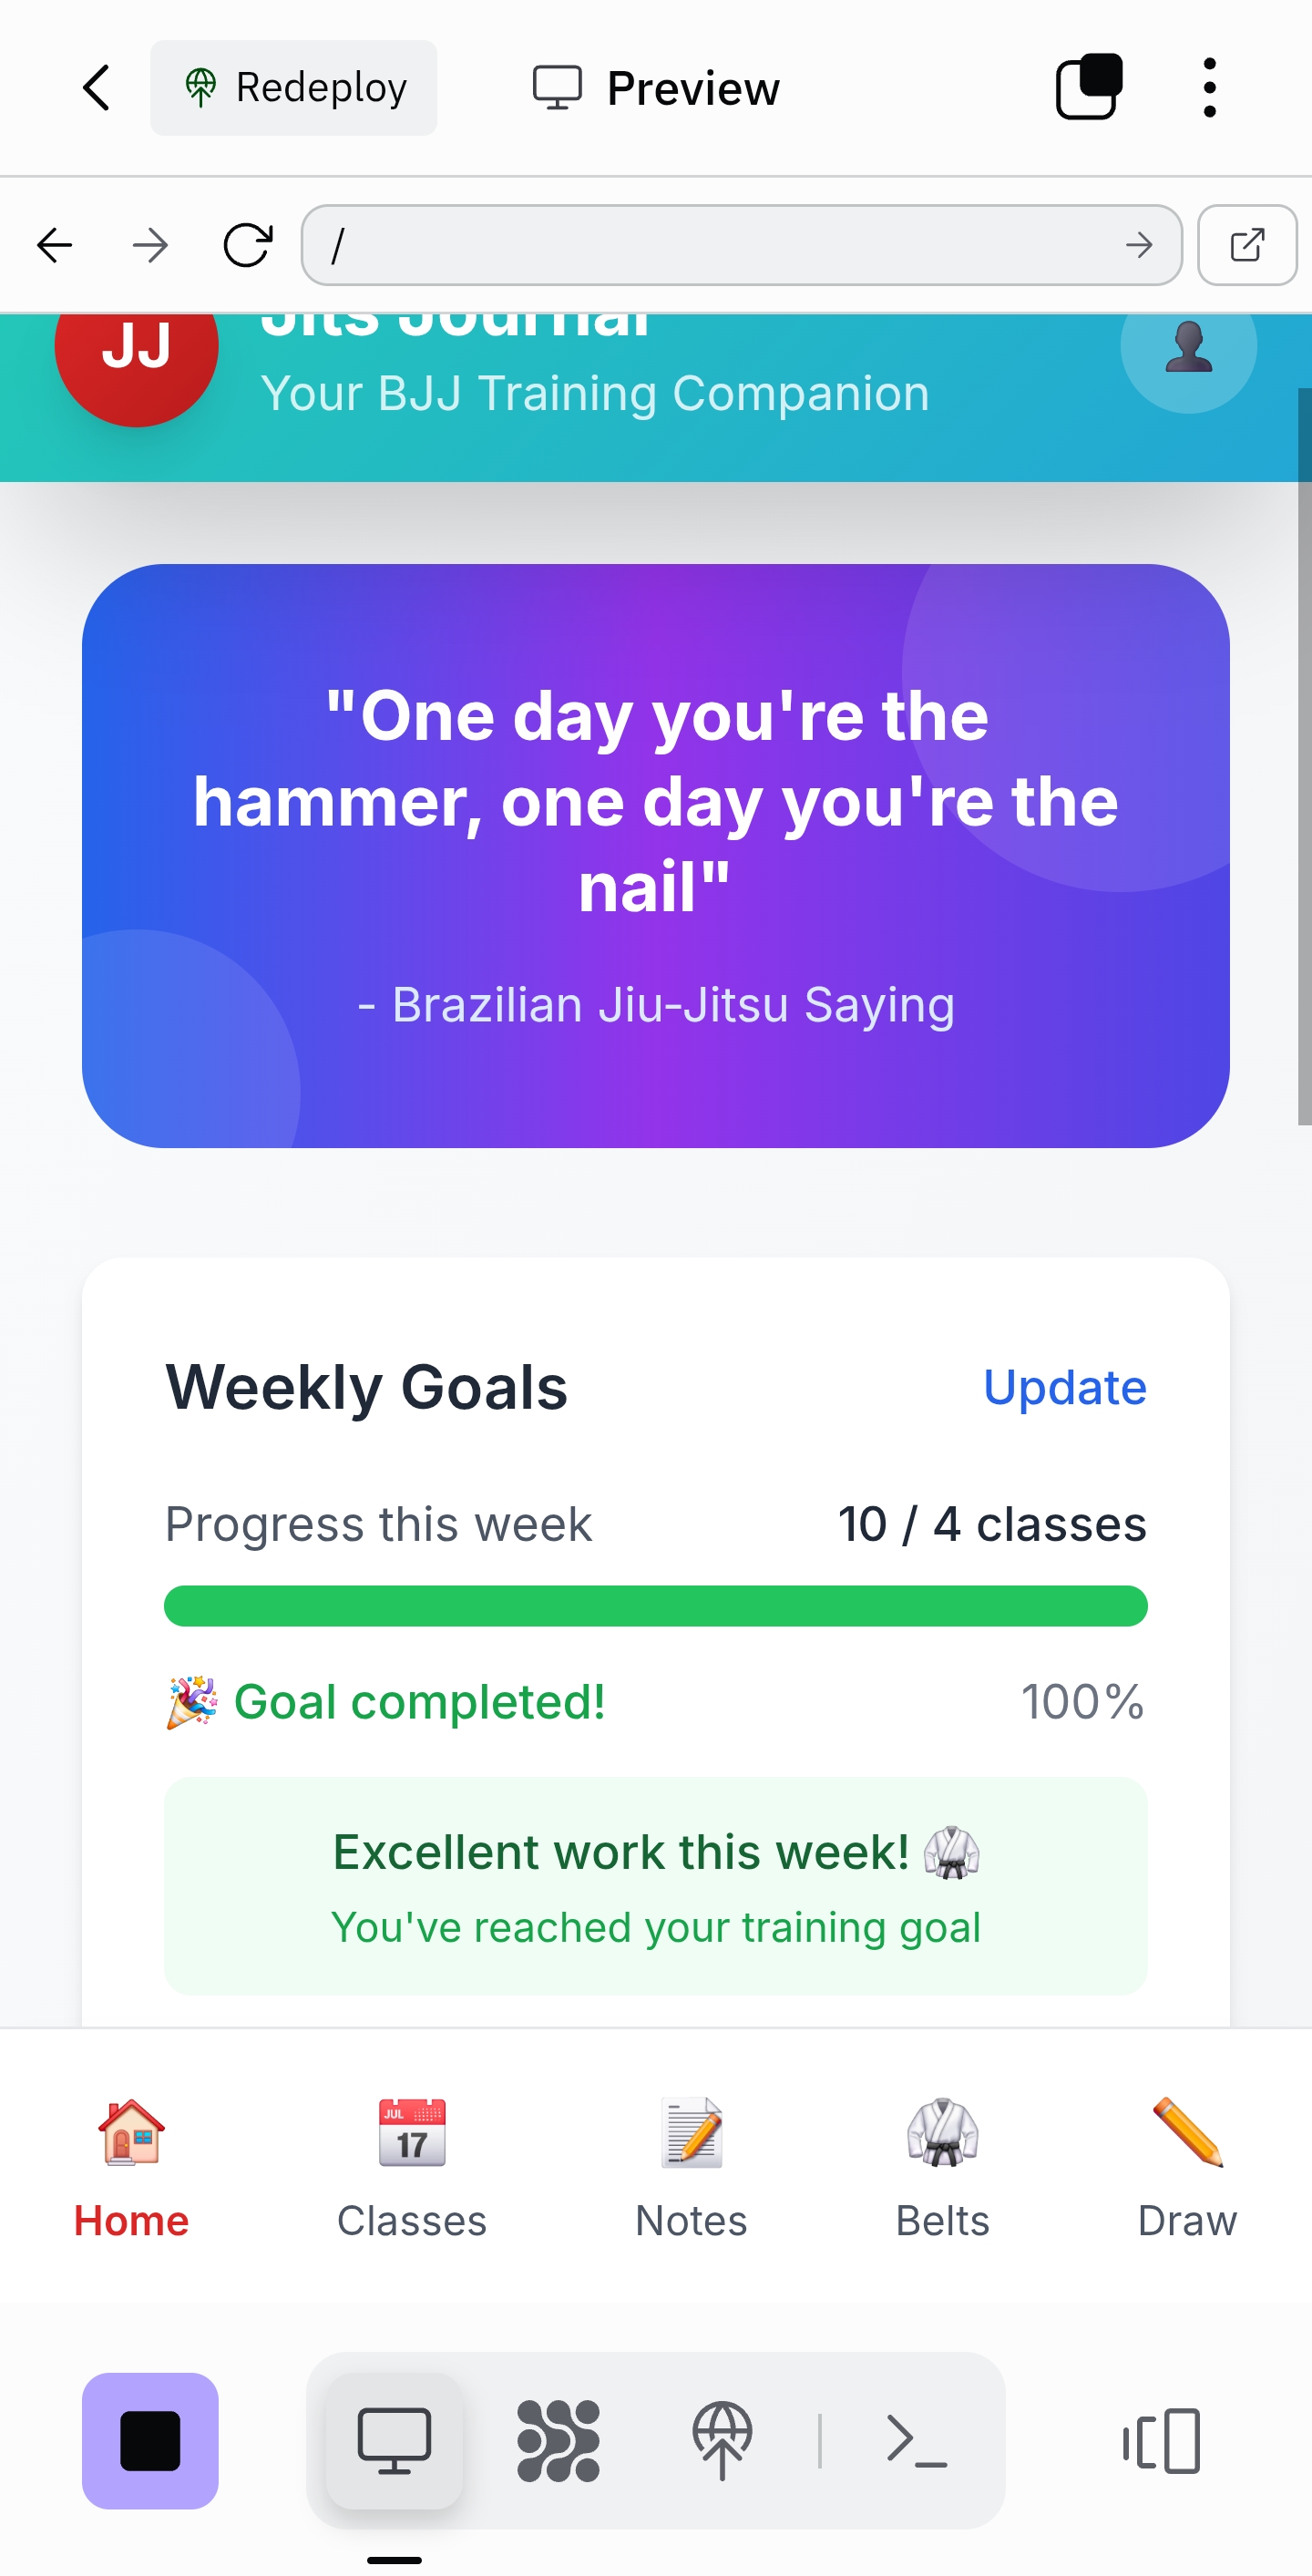 Redeploy
Preview
/
JJ
Jits Journal
Your BJJ Training Companion
"One day you're the
hammer, one day you're the
nail"
- Brazilian Jiu-Jitsu Saying
Weekly Goals
Update
Progress this week
10 / 4 classes
Goal completed!
100%
Excellent work this week!
You've reached your training goal
JUL
17
Home
Classes
Notes
Belts
Draw